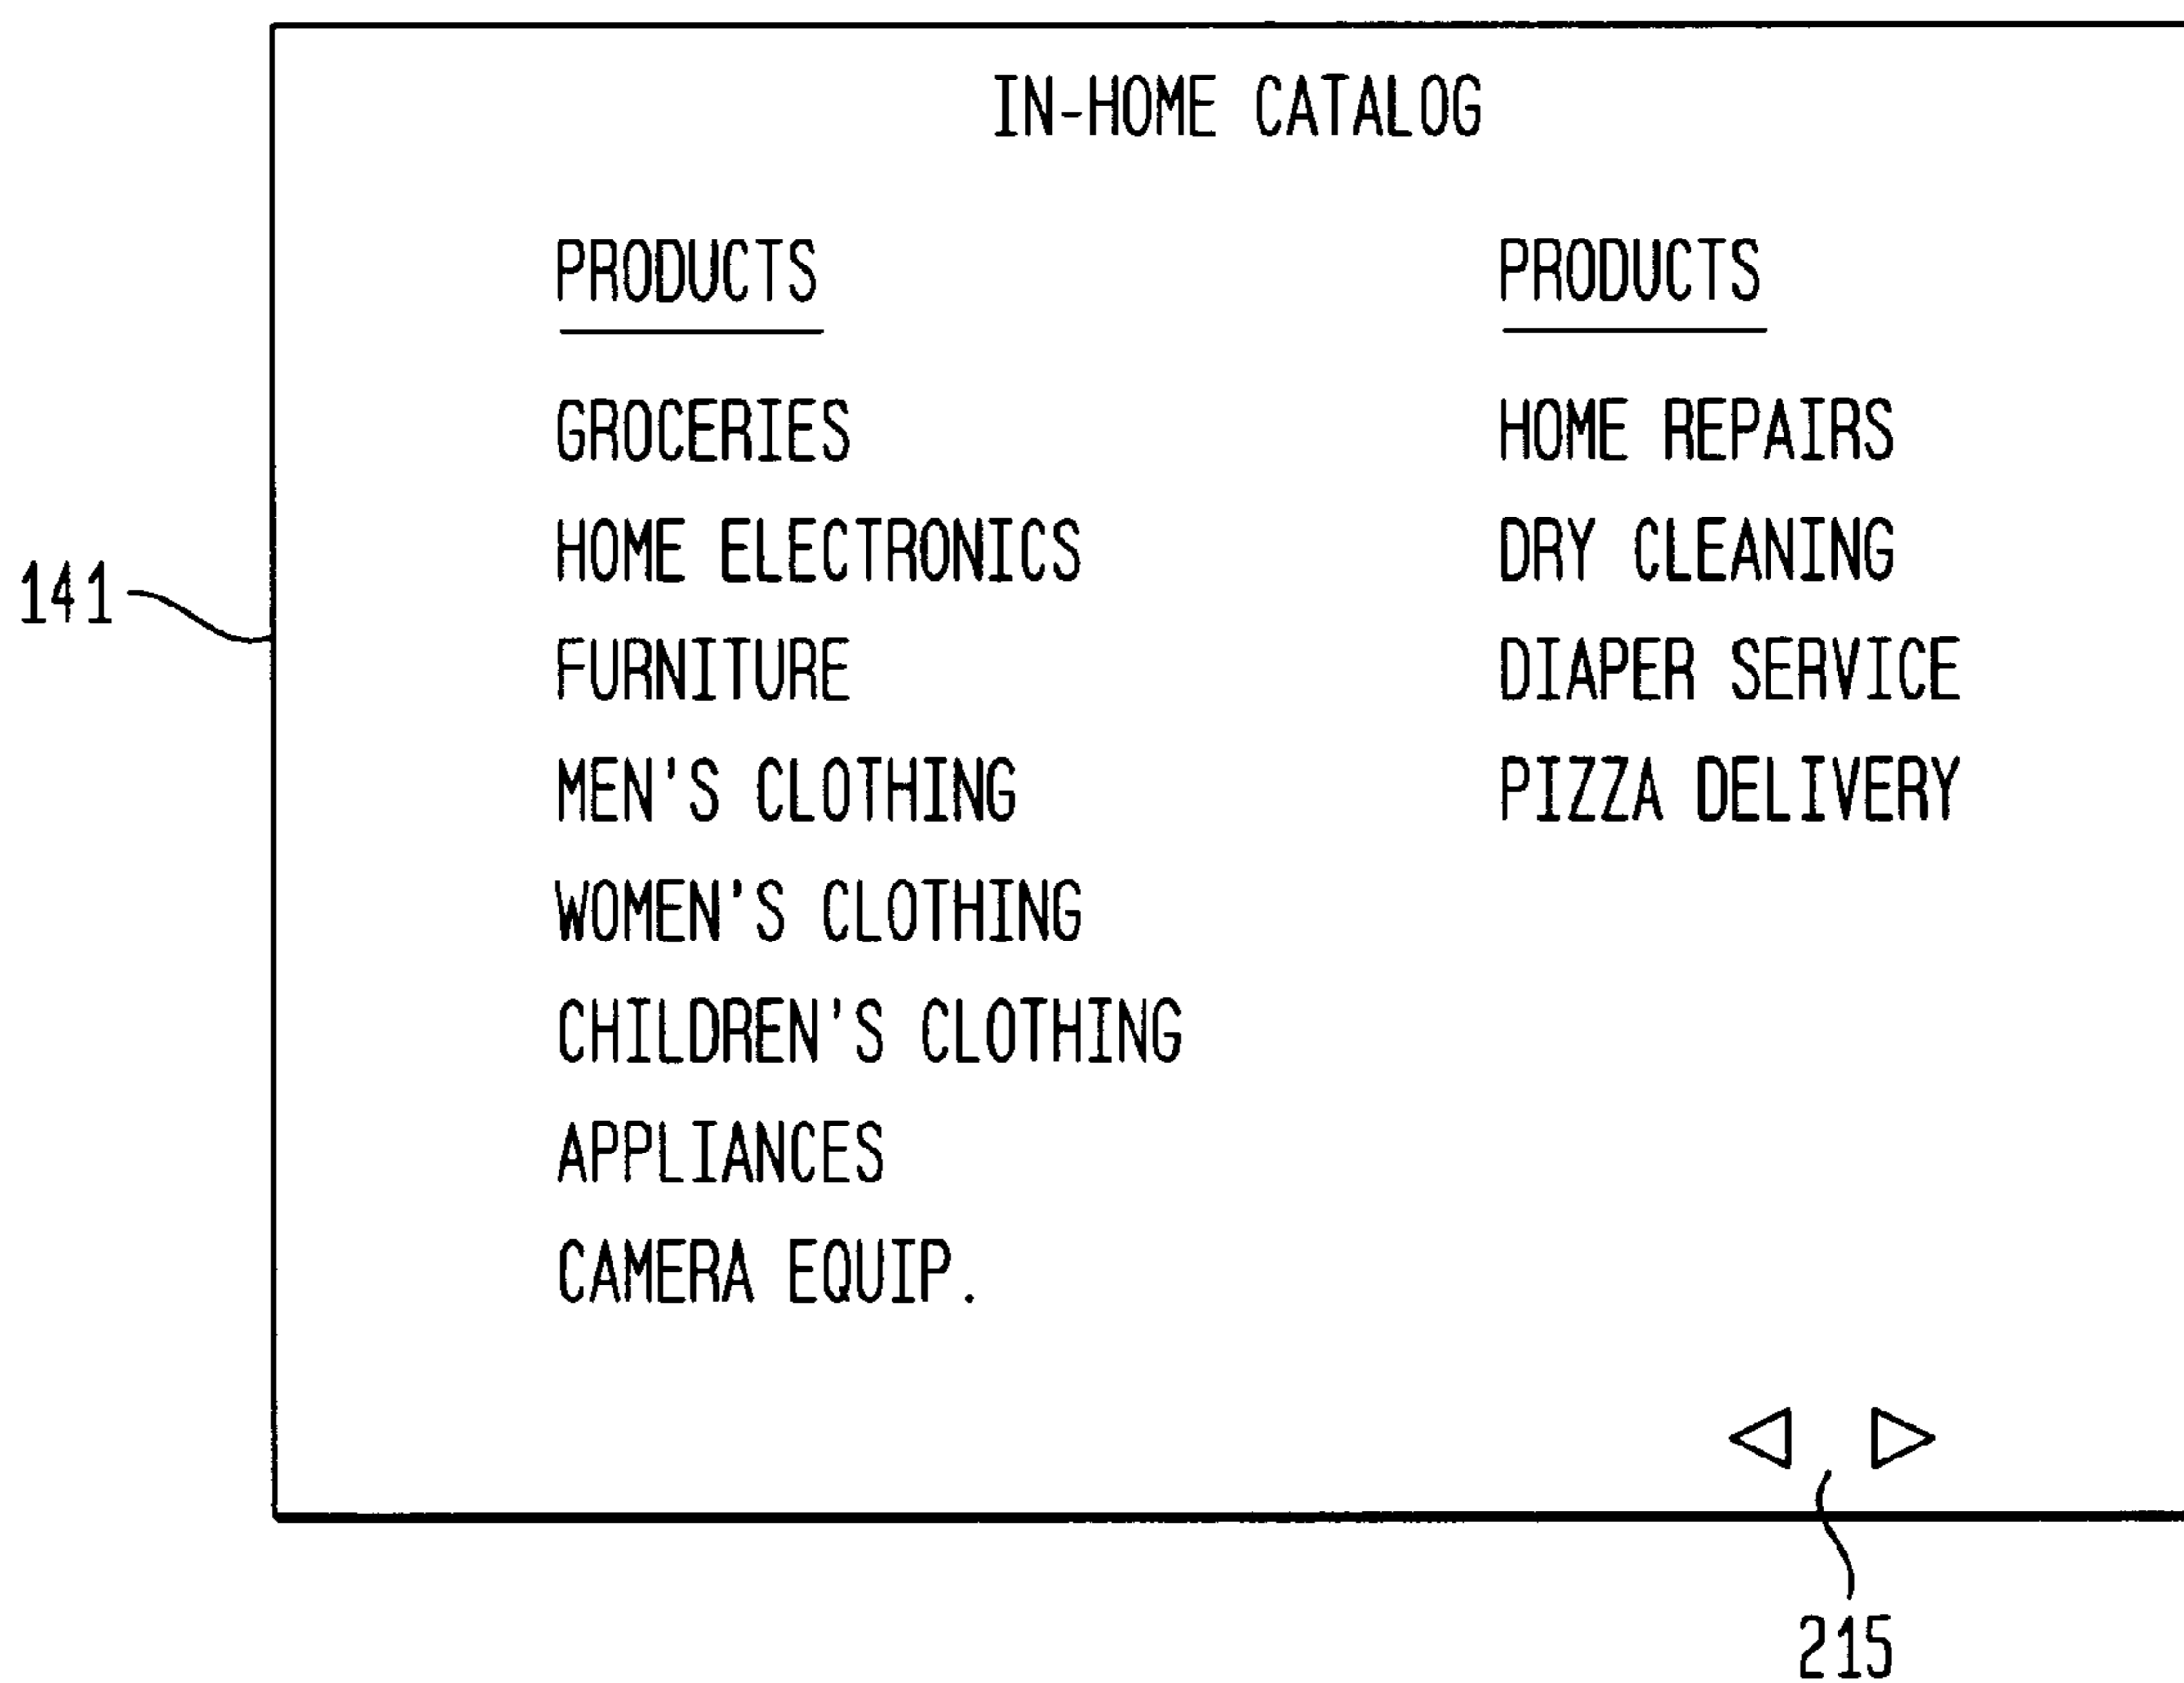 IN-HOME CATALOG
PRODUCTS
GROCERIES
HOME ELECTRONICS
FURNITURE
MEN'S CLOTHING
WOMEN'S CLOTHING
CHILDREN'S CLOTHING
APPLIANCES
CAMERA EQUIP.
PRODUCTS
HOME REPAIRS
DRY CLEANING
DIAPER SERVICE
PIZZA DELIVERY
141
215